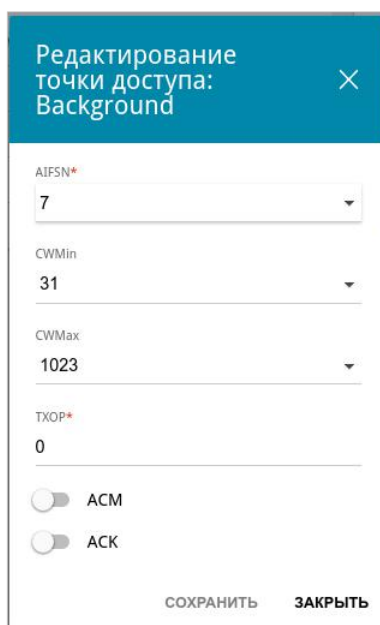 Редактирование
точки доступа:
Background
AIFSN*
7
CWMin
31
CWMax
1023
TXOP*
0
ACM
ACK
СОХРАНИТЬ ЗАКРЫТЬ